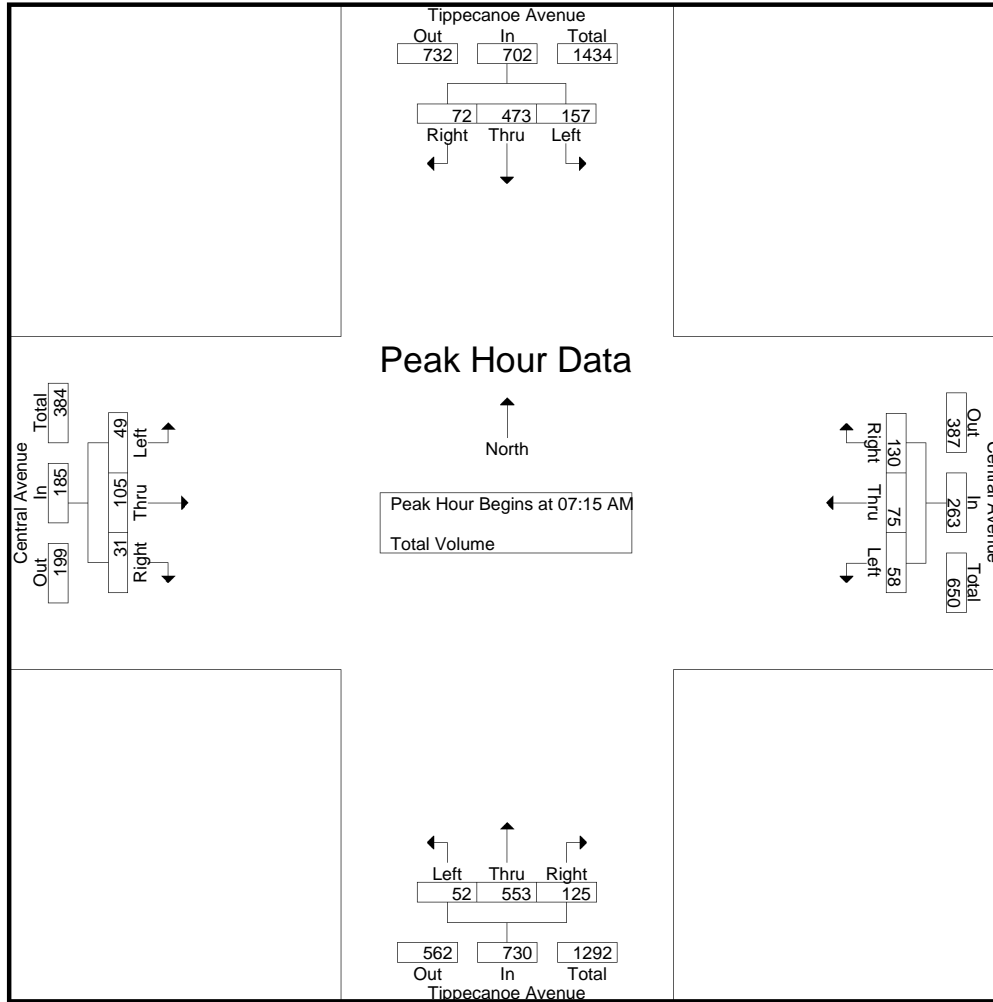 Tippecanoe Avenue
Out In Total
732 702 1434
72 473 157
Right Thru Left
Peak Hour Data
North
Peak Hour Begins at 07:15 AM
Total Volume
Central Avenue
Total In Out
384 185 199
49 105 31
Left Thru Right
Central Avenue
Out In Total
387 263 650
130 75 58
Right Thru Left
Left Thru Right
52 553 125
562 730 1292
Out In Total
Tippecanoe Avenue